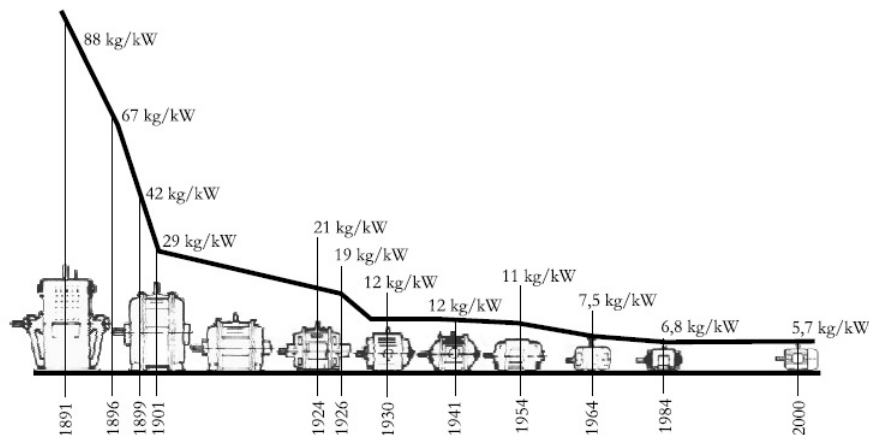 88 kg/kW
67 kg/kW
42 kg/kW
29 kg/kW
21 kg/kW
19 kg/kW
12 kg/kW
12 kg/kW
11 kg/kW
7,5 kg/kW
6,8 kg/kW
5,7 kg/kW
1891
1896
1899
1901
1924
1926
1930
1941
1954
1964
1984
2000